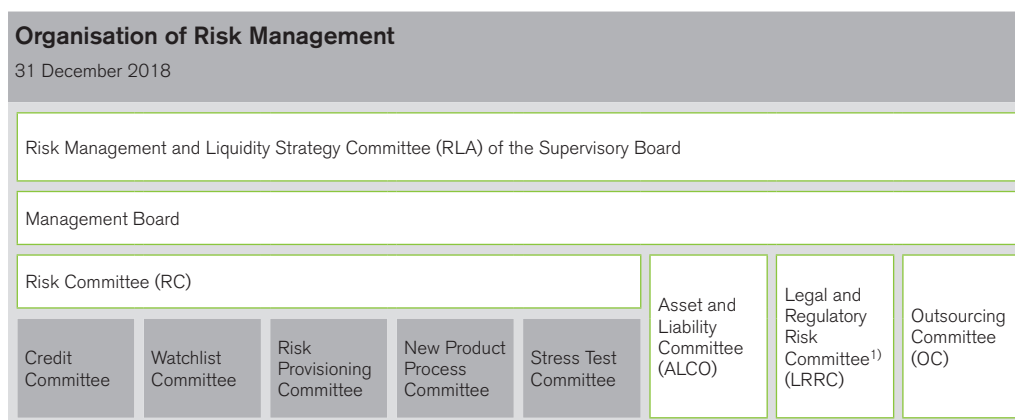 Organisation of Risk Management
31 December 2018
Risk Management and Liquidity Strategy Committee (RLA) of the Supervisory Board
Management Board
Risk Committee (RC)
Credit
Committee
Watchlist
Committee
Risk
Provisioning
Committee
New Product
Process
Committee
Stress Test
Committee
Asset and
Liability
Committee
(ALCO)
Legal and
Regulatory
Risk
Committee1)
(LRRC)
Outsourcing
Committee
(OC)